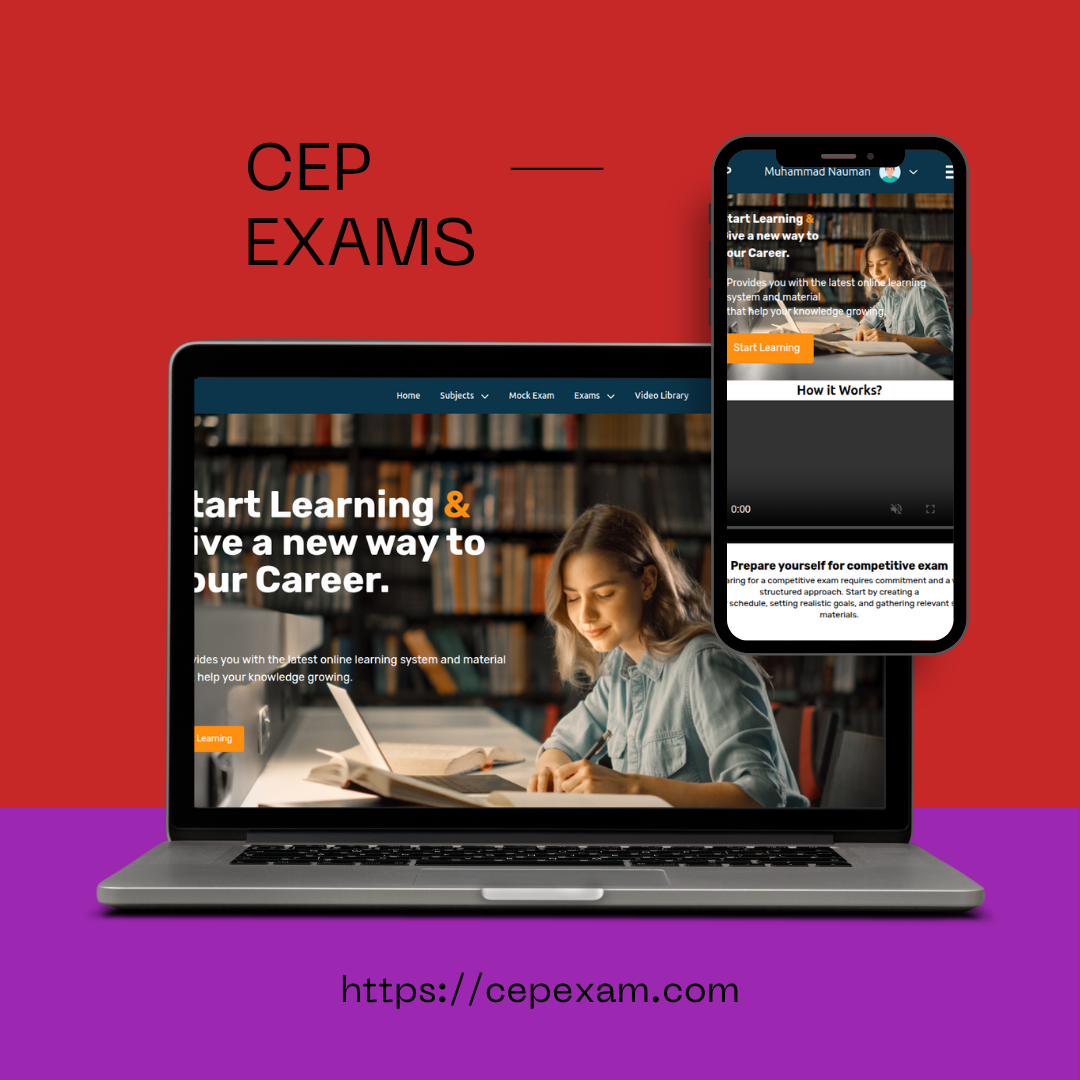 CEP
EXAMS
Muhammad Nauman
tart Learning &
ive a new way to
our Career.
Provides you with the latest online learning
system and material
that help your knowledge growing.
Start Learning
How it Works?
0:00
Prepare yourself for competitive exam
aring for a competitive exam requires commitment and a
structured approach. Start by creating a
schedule, setting realistic goals, and gathering relevant
materials.
Home Subjects Mock Exam Exams Video Library
tart Learning &
ive a new way to
our Career.
vides you with the latest online learning system and material
help your knowledge growing.
Learning
https://cepexam.com